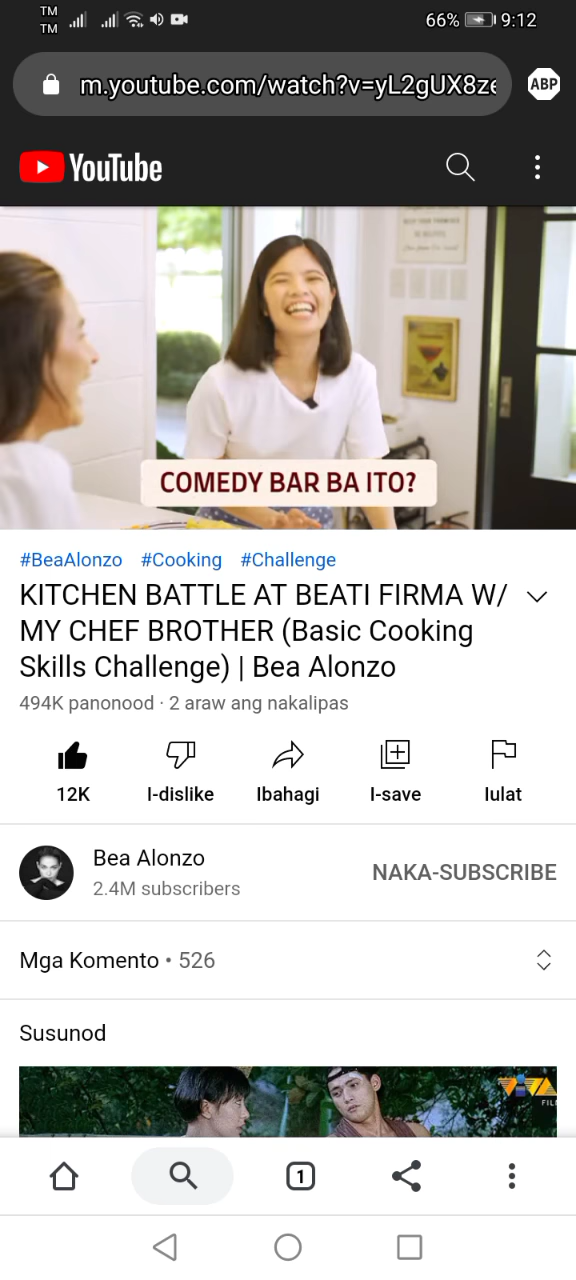 TM
TM
66%
9:12
m.youtube.com/watch?v=yL2gUX8ze
ABP
YouTube
COMEDY BAR BA ITO?
#BeaAlonzo #Cooking #Challenge
KITCHEN BATTLE AT BEATI FIRMA W/
MY CHEF BROTHER (Basic Cooking
Skills Challenge) | Bea Alonzo
494K panonood · 2 araw ang nakalipas
12K I-dislike Ibahagi I-save Iulat
Bea Alonzo
2.4M subscribers
NAKA-SUBSCRIBE
Mga Komento • 526
Susunod
VIVA
FIL
1